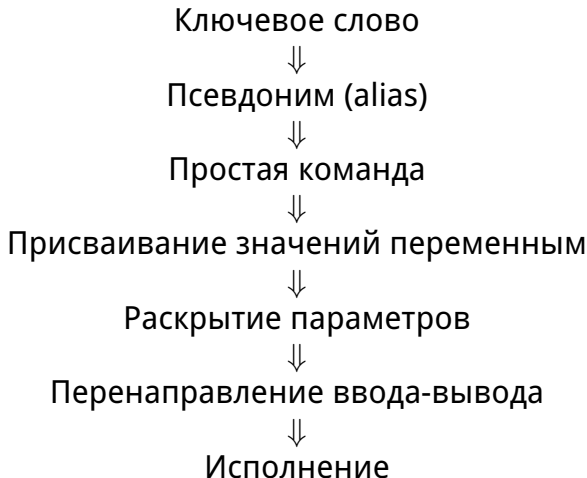 Ключевое слово
⇓
Псевдоним (alias)
⇓
Простая команда
⇓
Присваивание значений переменным
⇓
Раскрытие параметров
⇓
Перенаправление ввода-вывода
⇓
Исполнение